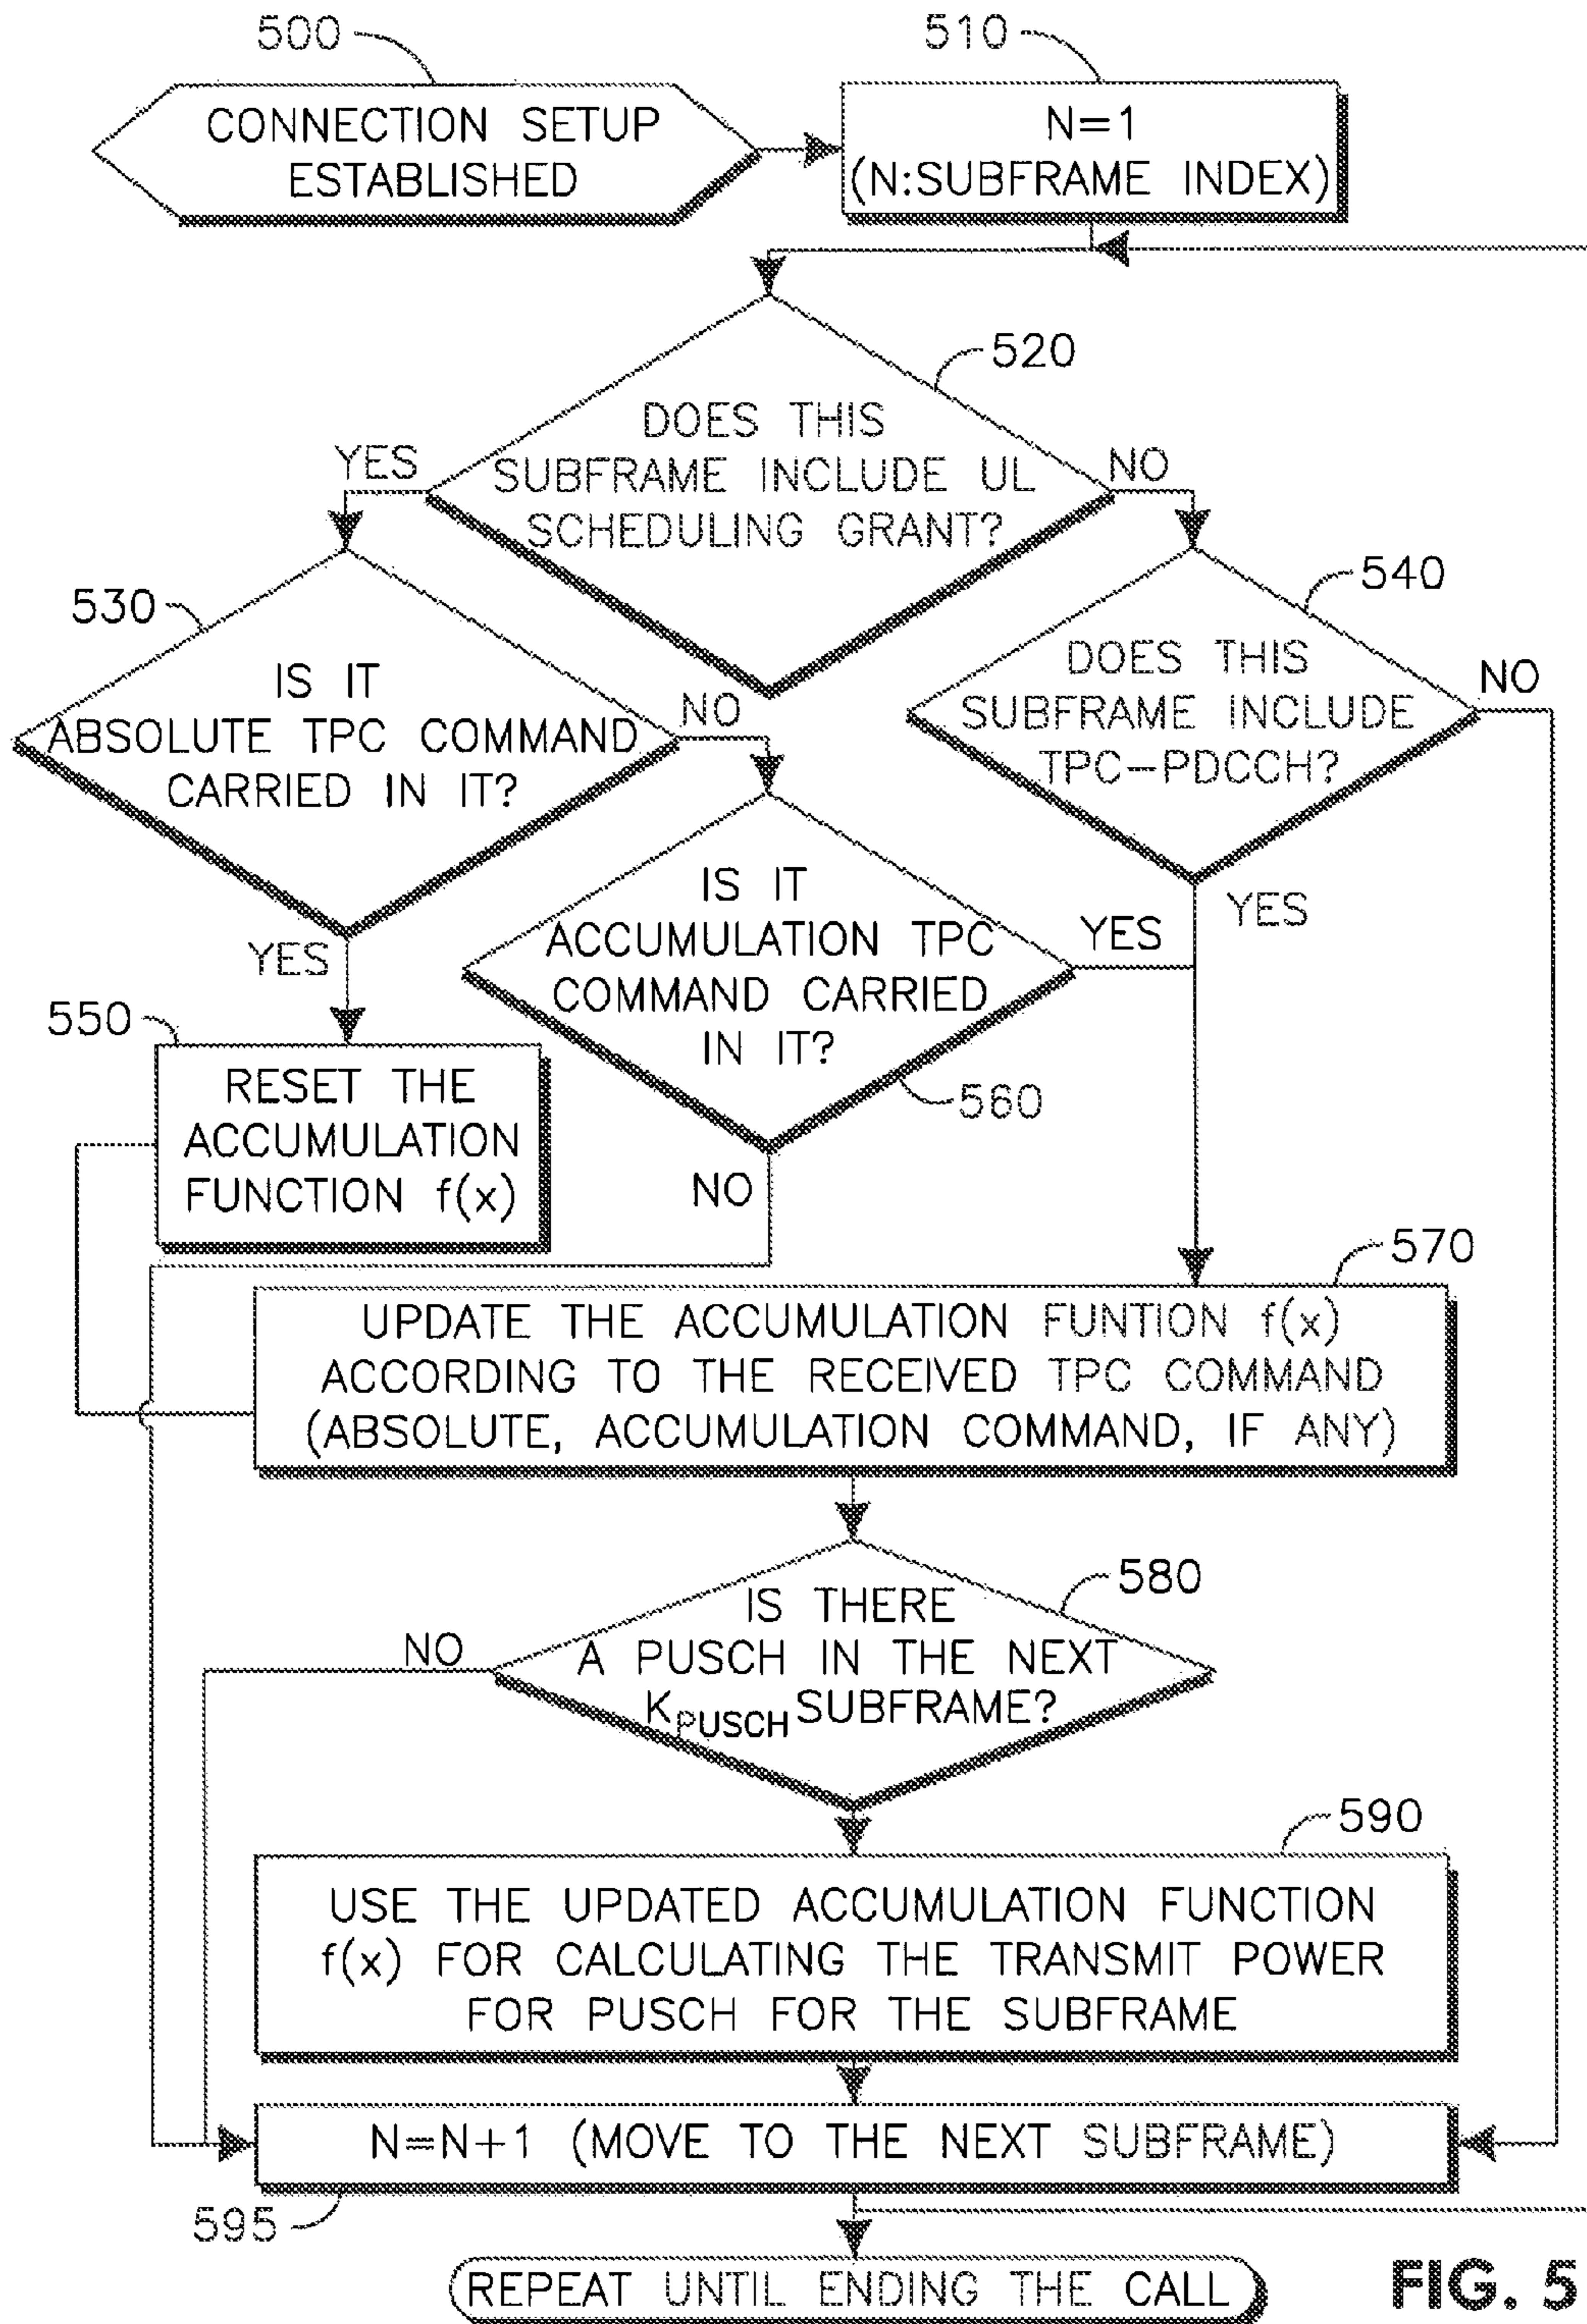 500
CONNECTION SETUP
ESTABLISHED
510
N=1
(N:SUBFRAME INDEX)
520
DOES THIS
SUBFRAME INCLUDE UL
SCHEDULING GRANT?
YES
NO
530
IS IT
ABSOLUTE TPC COMMAND
CARRIED IN IT?
NO
YES
540
DOES THIS
SUBFRAME INCLUDE
TPC-PDCCH?
NO
YES
IS IT
ACCUMULATION TPC
COMMAND CARRIED
IN IT?
YES
560
NO
550
RESET THE
ACCUMULATION
FUNCTION f(x)
570
UPDATE THE ACCUMULATION FUNTION f(x)
ACCORDING TO THE RECEIVED TPC COMMAND
(ABSOLUTE, ACCUMULATION COMMAND, IF ANY)
580
IS THERE
A PUSCH IN THE NEXT
KPUSCH SUBFRAME?
NO
590
USE THE UPDATED ACCUMULATION FUNCTION
f(x) FOR CALCULATING THE TRANSMIT POWER
FOR PUSCH FOR THE SUBFRAME
N=N+1 (MOVE TO THE NEXT SUBFRAME)
595
REPEAT UNTIL ENDING THE CALL
FIG. 5